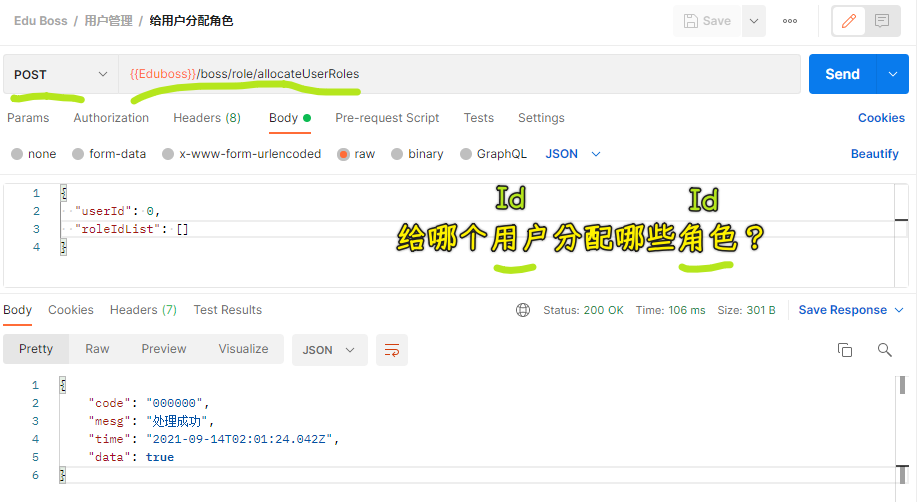 Edu Boss / 用户管理 / 给用户分配角色
Save
POST
{{Eduboss}}/boss/role/allocateUserRoles
Send
Params Authorization Headers (8) Body Pre-request Script Tests Settings Cookies
none form-data x-www-form-urlencoded raw binary GraphQL JSON Beautify
1 {
2 "userId": 0,
3 "roleIdList": []
4 }
Id Id
给哪个用户分配哪些角色？
Body Cookies Headers (7) Test Results Status: 200 OK Time: 106 ms Size: 301 B Save Response
Pretty Raw Preview Visualize JSON
1 {
2 "code": "000000",
3 "mesg": "处理成功",
4 "time": "2021-09-14T02:01:24.042Z",
5 "data": true
6 }